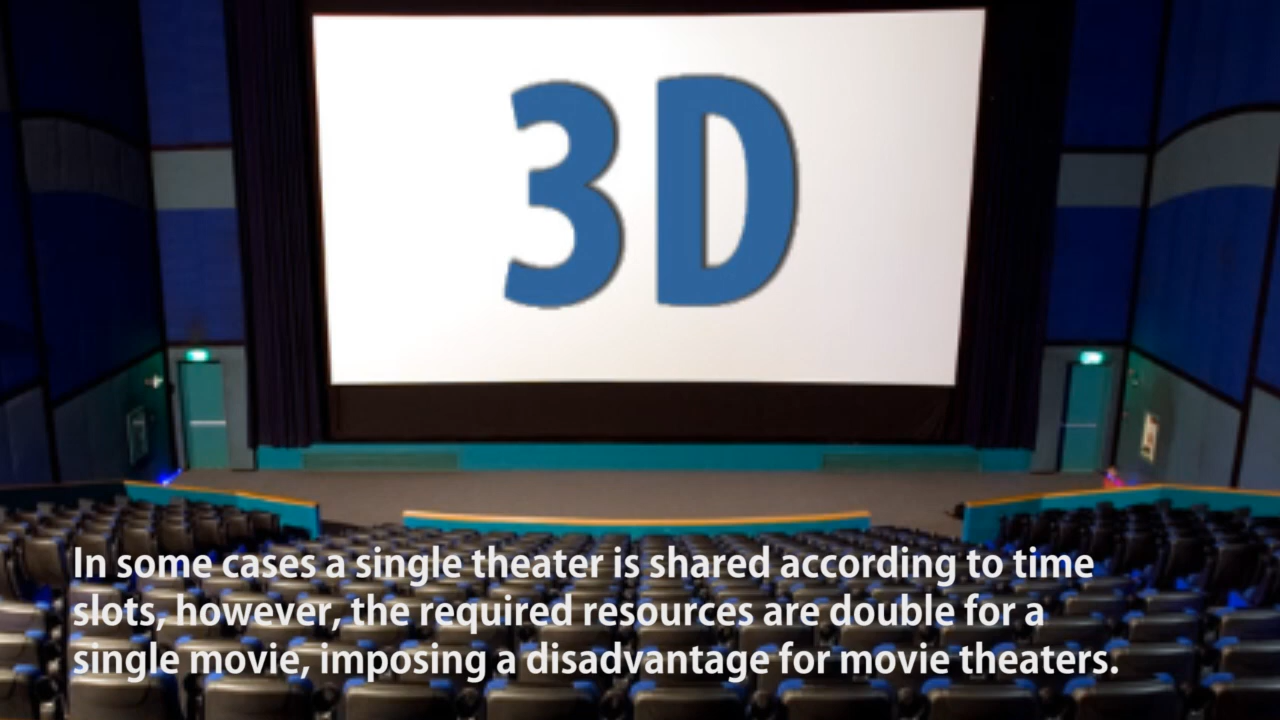 3D
In some cases a single theater is shared according to time
slots, however, the required resources are double for a
single movie, imposing a disadvantage for movie theaters.